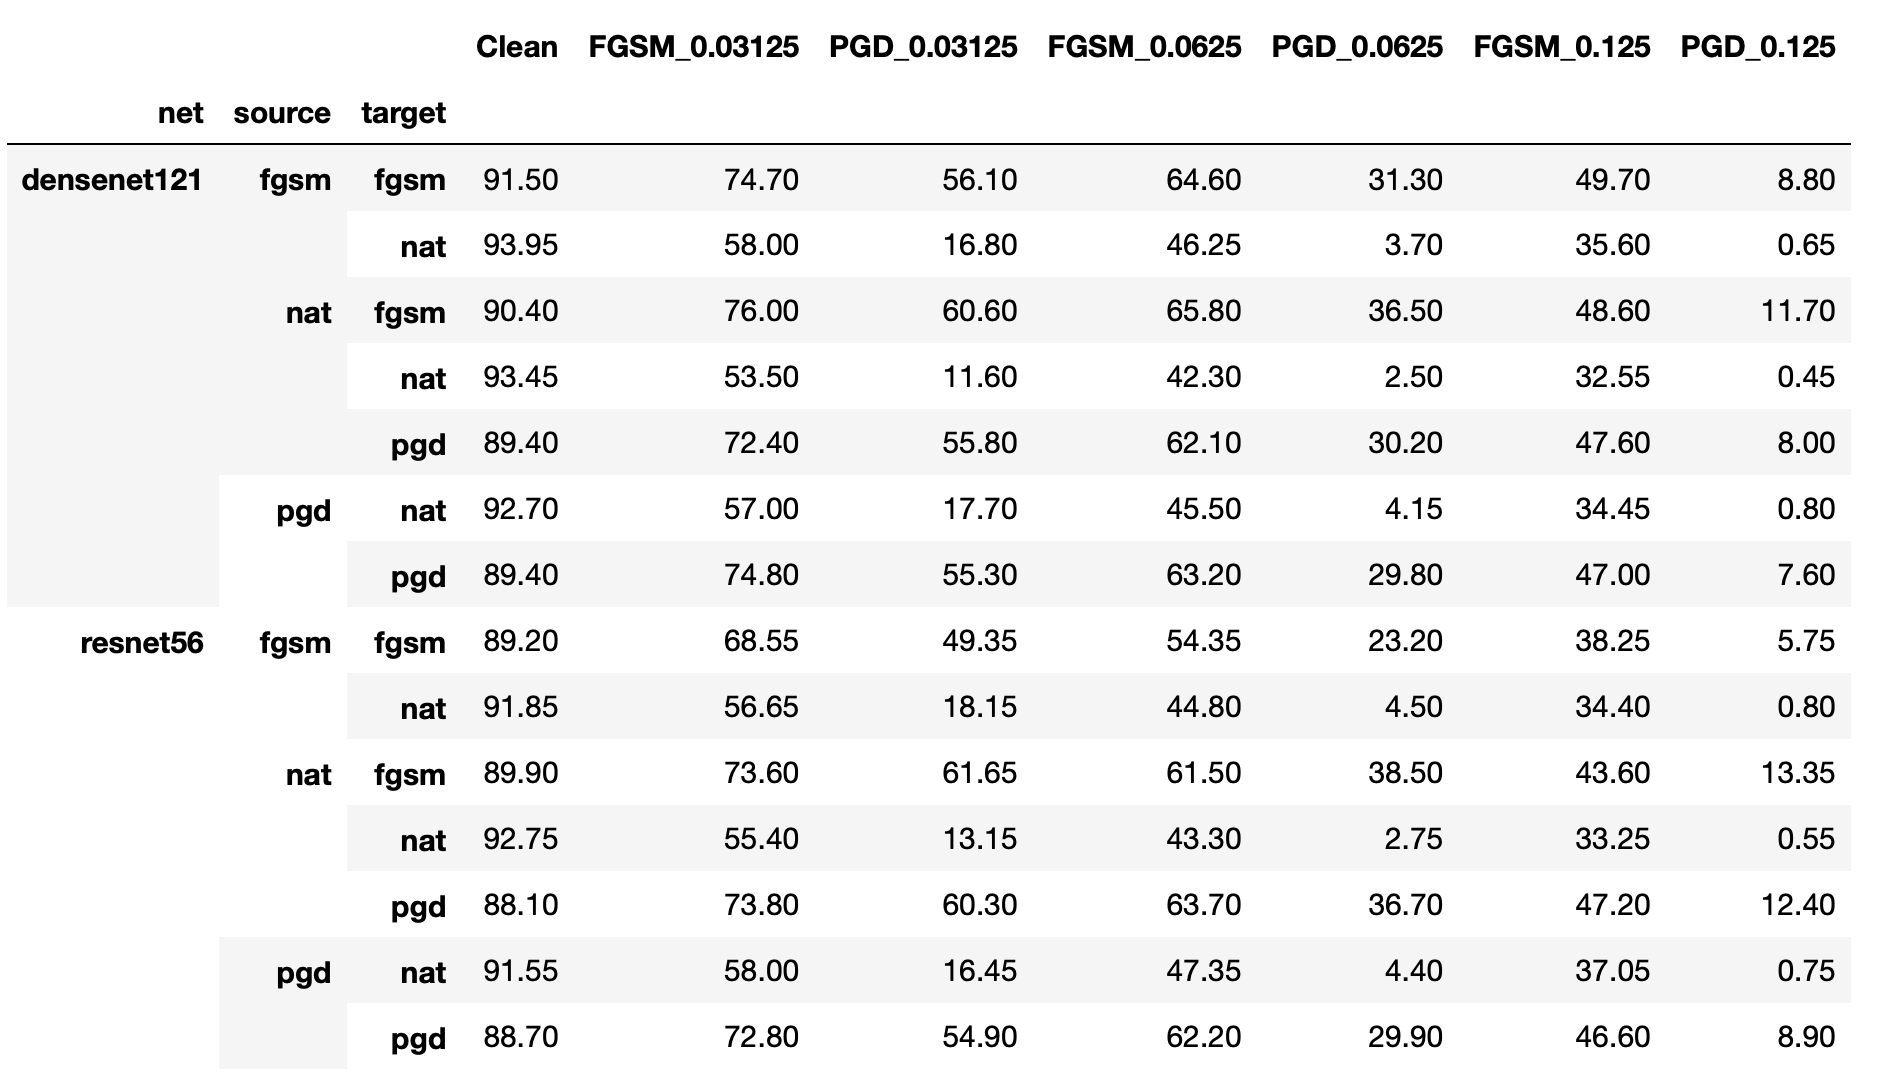 Clean FGSM_0.03125 PGD_0.03125 FGSM_0.0625 PGD_0.0625 FGSM_0.125 PGD_0.125
net source target
densenet121 fgsm fgsm 91.50 74.70 56.10 64.60 31.30 49.70 8.80
nat 93.95 58.00 16.80 46.25 3.70 35.60 0.65
nat fgsm 90.40 76.00 60.60 65.80 36.50 48.60 11.70
nat 93.45 53.50 11.60 42.30 2.50 32.55 0.45
pgd 89.40 72.40 55.80 62.10 30.20 47.60 8.00
pgd nat 92.70 57.00 17.70 45.50 4.15 34.45 0.80
pgd 89.40 74.80 55.30 63.20 29.80 47.00 7.60
resnet56 fgsm fgsm 89.20 68.55 49.35 54.35 23.20 38.25 5.75
nat 91.85 56.65 18.15 44.80 4.50 34.40 0.80
nat fgsm 89.90 73.60 61.65 61.50 38.50 43.60 13.35
nat 92.75 55.40 13.15 43.30 2.75 33.25 0.55
pgd 88.10 73.80 60.30 63.70 36.70 47.20 12.40
pgd nat 91.55 58.00 16.45 47.35 4.40 37.05 0.75
pgd 88.70 72.80 54.90 62.20 29.90 46.60 8.90